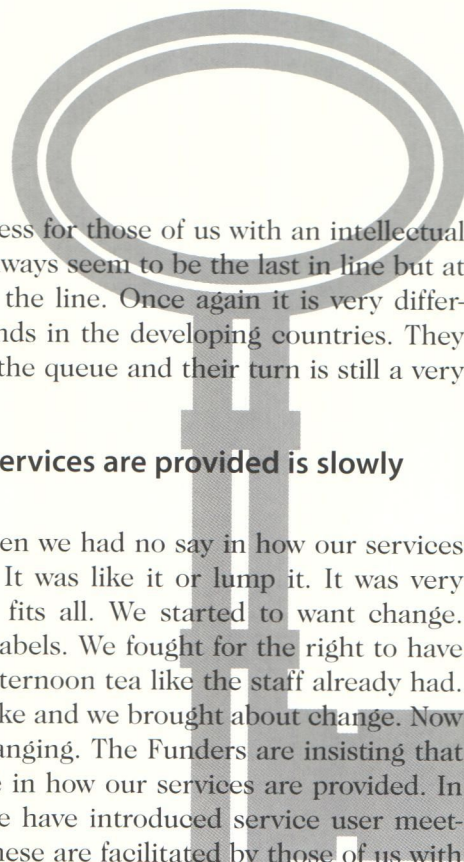 ess for those of us with an intellectual
ways seem to be the last in line but at
the line. Once again it is very differ-
nds in the developing countries. They
the queue and their turn is still a very
ervices are provided is slowly
en we had no say in how our services
It was like it or lump it. It was very
fits all. We started to want change.
abels. We fought for the right to have
ternoon tea like the staff already had.
ke and we brought about change. Now
anging. The Funders are insisting that
e in how our services are provided. In
e have introduced service user meet-
hese are facilitated by those of us with